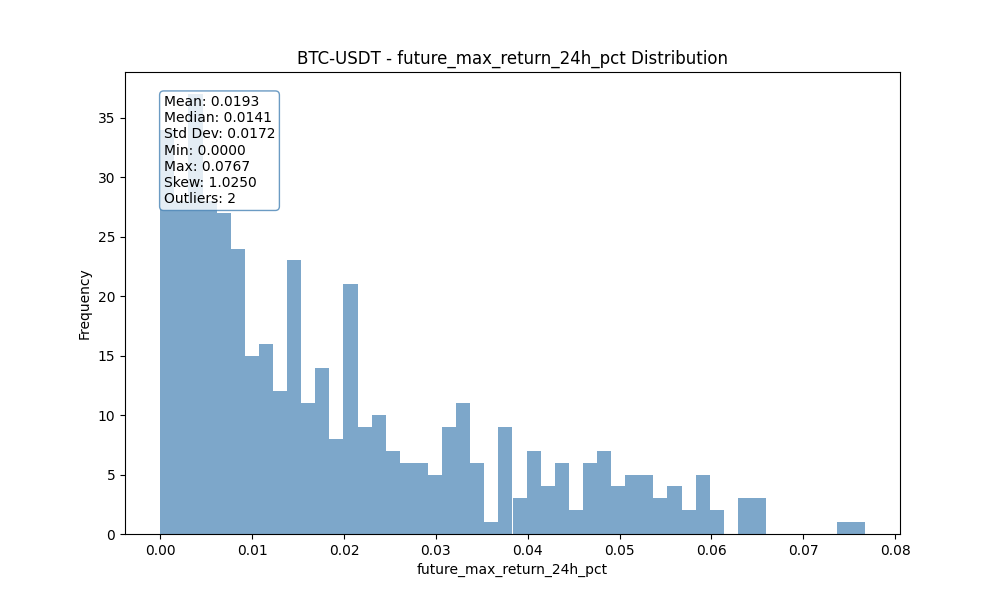 BTC-USDT - future_max_return_24h_pct Distribution
Mean: 0.0193
Median: 0.0141
Std Dev: 0.0172
Min: 0.0000
Max: 0.0767
Skew: 1.0250
Outliers: 2
Frequency
35
30
25
20
15
10
5
0
0.00 0.01 0.02 0.03 0.04 0.05 0.06 0.07 0.08
future_max_return_24h_pct